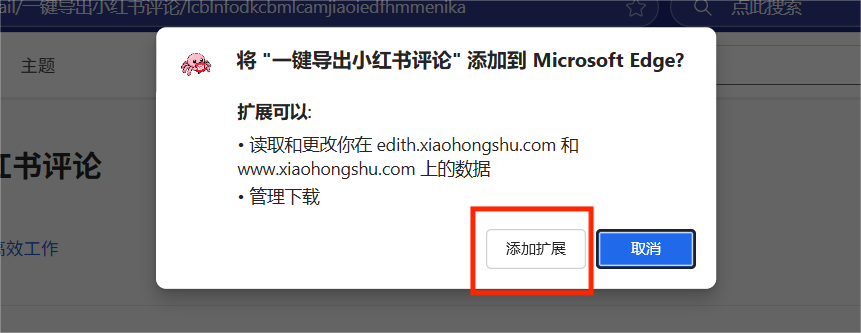 ail/一键导出小红书评论/lcblnfodkcbmlcamjiaoiedfhmmenika
点此搜索
主题
将 "一键导出小红书评论" 添加到 Microsoft Edge?
扩展可以:
• 读取和更改你在 edith.xiaohongshu.com 和
www.xiaohongshu.com 上的数据
• 管理下载
红书评论
高效工作
添加扩展
取消